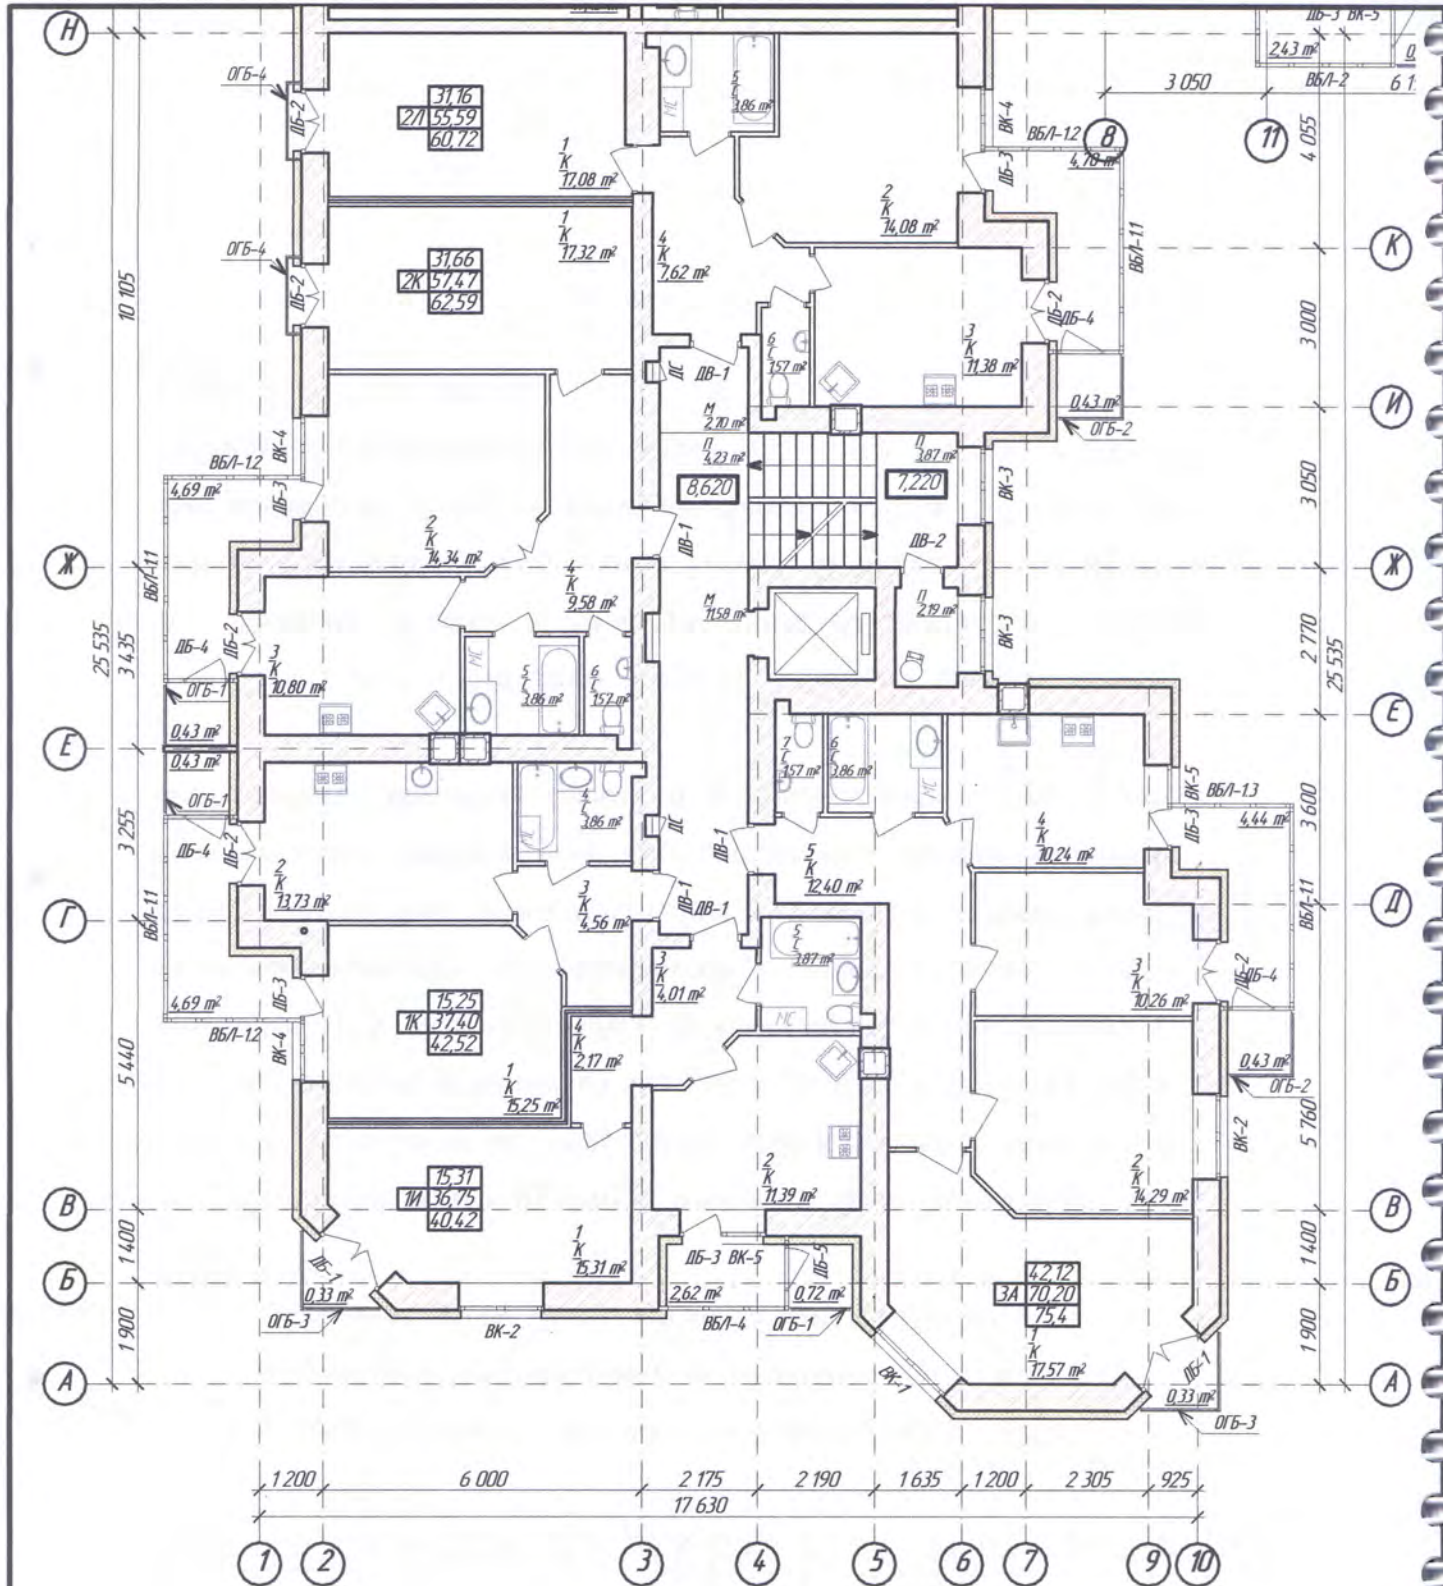 Н
ОГБ-4
ДБ-2
31,16
2Л 55,59
60,72
1
К
17,08 m²
МС
5
С
3,86 m²
2
К
14,08 m²
ВК-4
ДБ-3
ВБЛ-1.2
4,70 m²
ВБЛ-1.1
ДБ-3 ВК-5
2,43 m²
ВБЛ-2
3 050
8
11
4 055
К
ОГБ-4
ДБ-2
31,66
2К 57,47
62,59
1
К
17,32 m²
4
К
7,62 m²
6
С
1,57 m²
3
К
11,38 m²
ДБ-2
ДБ-4
0,43 m²
ОГБ-2
3 000
И
10 105
ДС
ДВ-1
М
2,70 m²
П
4,23 m²
8,620
П
3,87 m²
7,220
ВК-3
3 050
ВК-4
ВБЛ-1.2
4,69 m²
ДБ-3
ВБЛ-1.1
2
К
14,34 m²
ДВ-1
ДВ-2
Ж
Ж
4
К
9,58 m²
М
11,58 m²
П
2,19 m²
ВК-3
2 770
25 535
3 435
25 535
ДБ-4
ДБ-2
ОГБ-1
0,43 m²
3
К
10,80 m²
МС
5
С
3,86 m²
6
С
1,57 m²
Е
Е
0,43 m²
ОГБ-1
ДБ-4
ДБ-2
ВБЛ-1.1
3 255
2
К
13,73 m²
МС
4
С
3,86 m²
ДС
ДВ-1
7
С
1,57 m²
6
С
3,86 m²
МС
4
К
10,24 m²
ВК-5
ДБ-3
ВБЛ-1.3
4,44 m²
ВБЛ-1.1
3 600
Г
3
К
4,56 m²
ДВ-1
ДВ-1
5
К
12,40 m²
Д
4,69 m²
ДБ-3
ВБЛ-1.2
ВК-4
15,25
1К 37,40
42,52
1
К
15,25 m²
3
К
4,01 m²
5
С
3,87 m²
МС
3
К
10,26 m²
ДБ-2
ДБ-4
0,43 m²
ОГБ-2
5 440
4
К
2,17 m²
5 760
ВК-2
15,31
1И 36,75
40,42
2
К
11,39 m²
2
К
14,29 m²
В
В
1 400
1
К
15,31 m²
ДБ-1
0,33 m²
ОГБ-3
ВК-2
ДБ-3 ВК-5
ДБ-5
2,62 m²
0,72 m²
ВБЛ-4
ОГБ-1
42,12
3А 70,20
75,4
1
К
17,57 m²
1 400
Б
Б
1 900
1 900
ВК-1
ДБ-1
0,33 m²
ОГБ-3
А
А
1 200
6 000
2 175
2 190
1 635
1 200
2 305
925
17 630
1
2
3
4
5
6
7
9
10